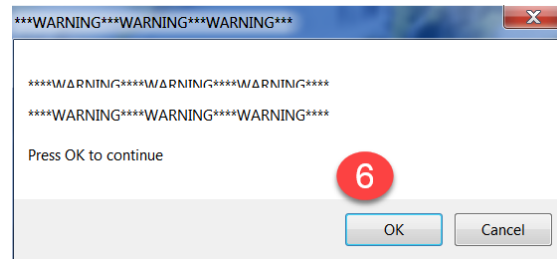 ***WARNING***WARNING***WARNING***
X
****WARNING****WARNING****WARNING****
****WARNING****WARNING****WARNING****
Press OK to continue
6
OK Cancel